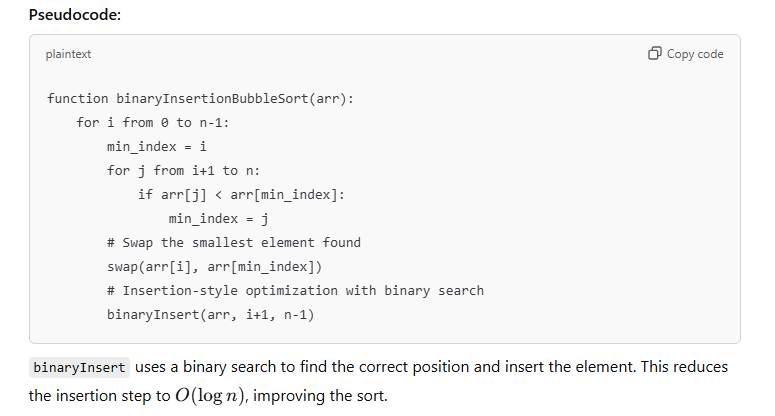 Pseudocode:
plaintext
Copy code
function binaryInsertionBubbleSort(arr):
    for i from 0 to n-1:
        min_index = i
        for j from i+1 to n:
            if arr[j] < arr[min_index]:
                min_index = j
        # Swap the smallest element found
        swap(arr[i], arr[min_index])
        # Insertion-style optimization with binary search
        binaryInsert(arr, i+1, n-1)
binaryInsert uses a binary search to find the correct position and insert the element. This reduces
the insertion step to O(log n), improving the sort.